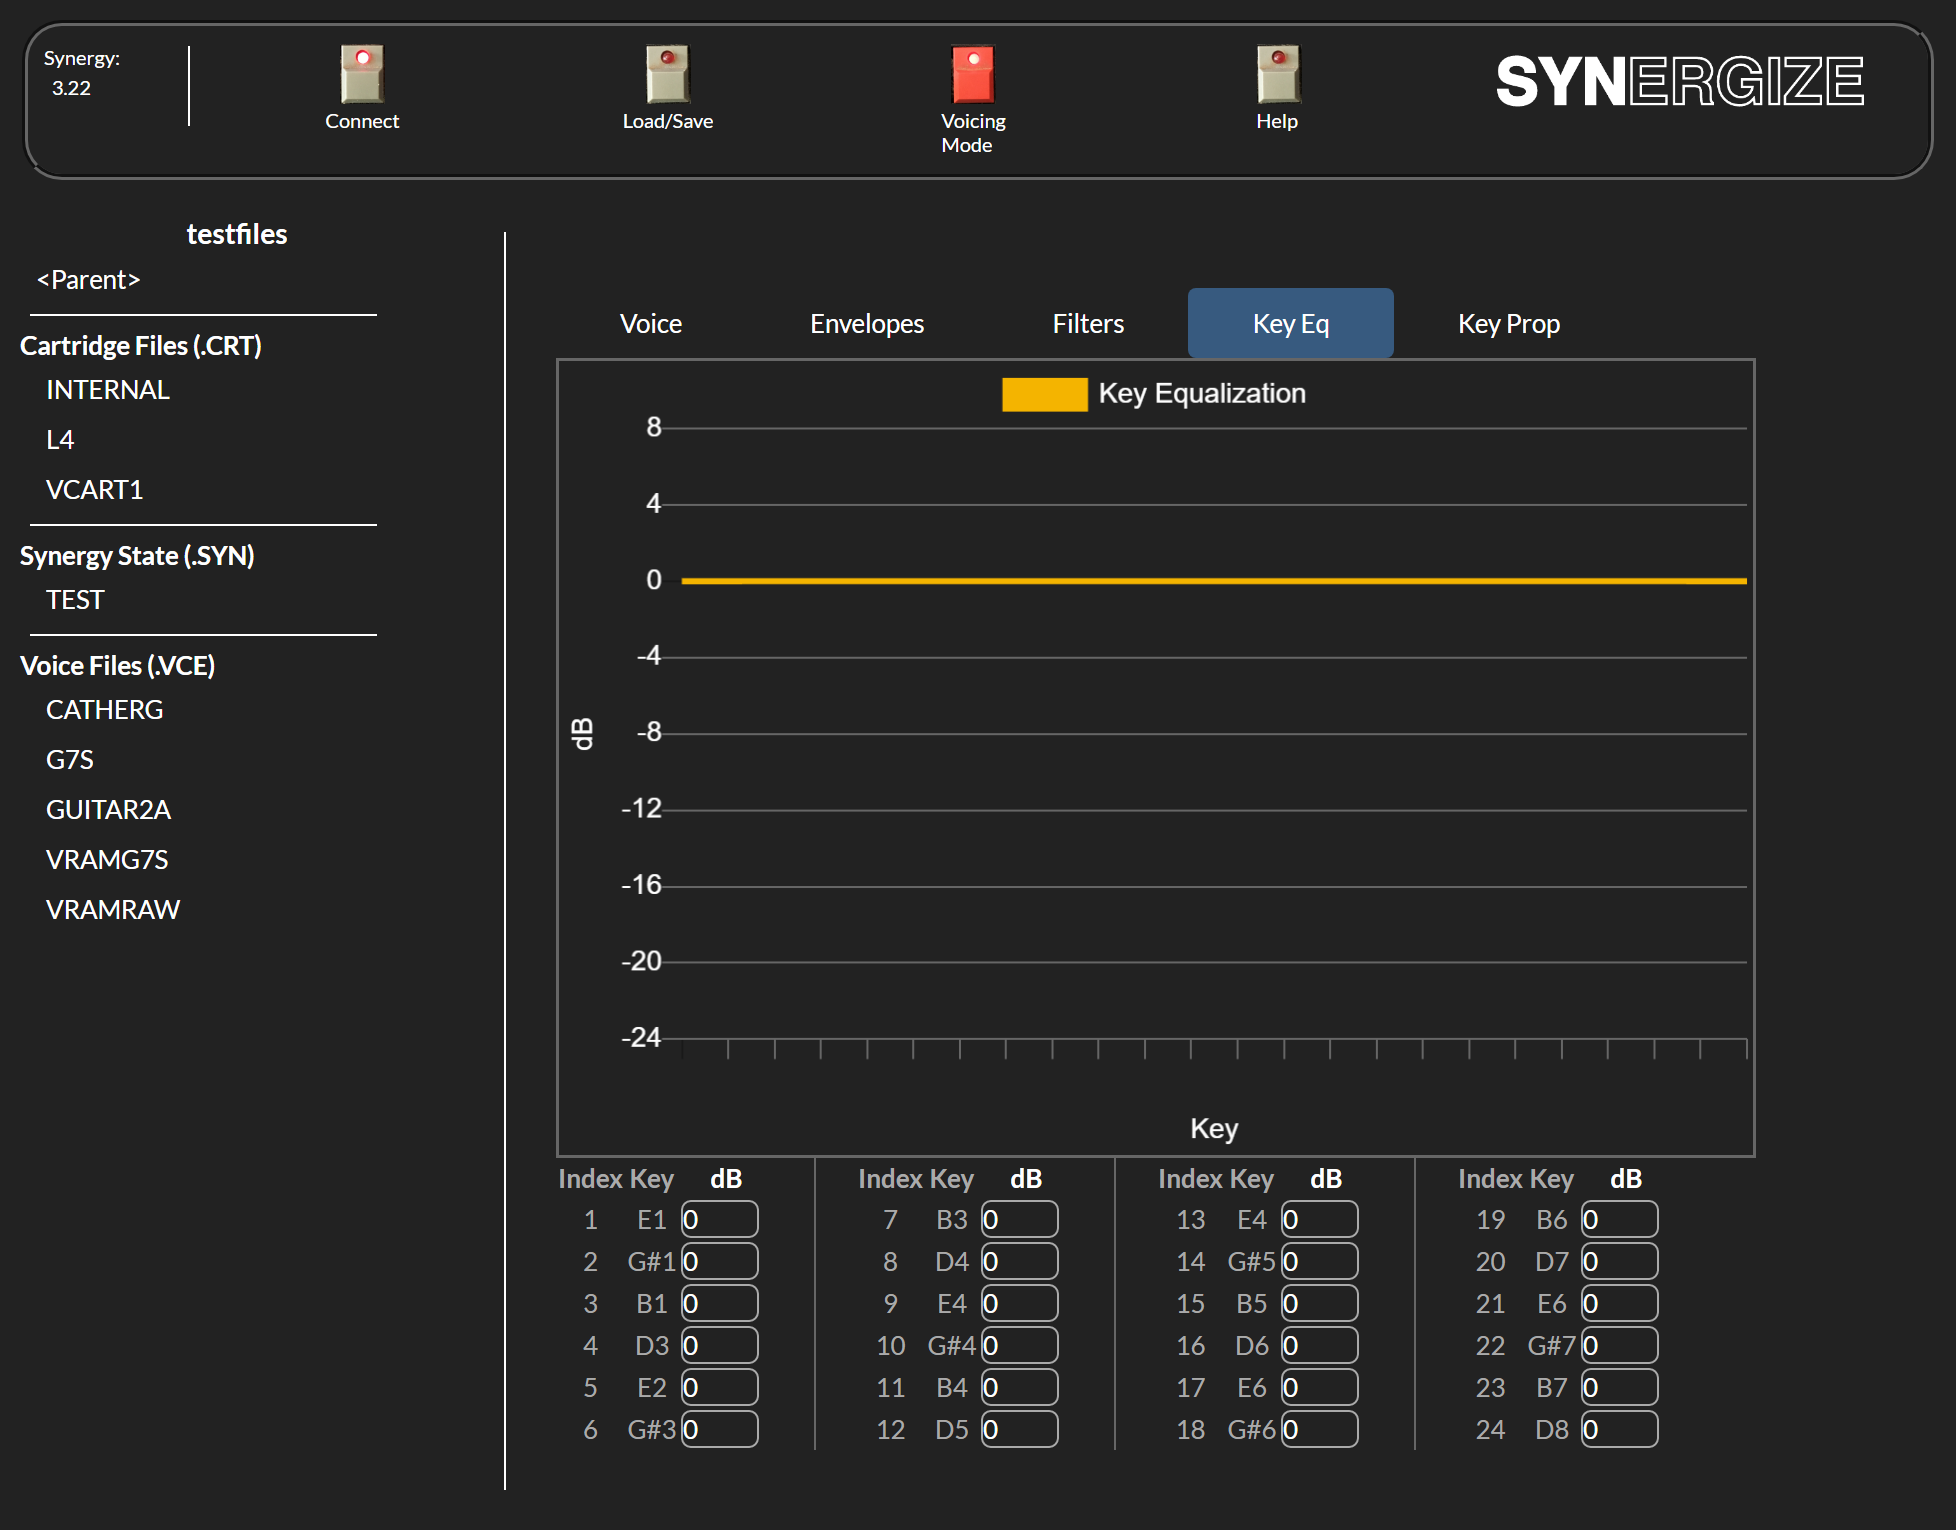 Synergy:
3.22
Connect
Load/Save
Voicing
Mode
Help
SYNERGIZE
testfiles
<Parent>
Cartridge Files (.CRT)
INTERNAL
L4
VCART1
Synergy State (.SYN)
TEST
Voice Files (.VCE)
CATHERG
G7S
GUITAR2A
VRAMG7S
VRAMRAW
Voice Envelopes Filters Key Eq Key Prop
Key Equalization
8
4
0
-4
-8
-12
-16
-20
-24
dB
Key
Index Key dB Index Key dB Index Key dB Index Key dB
1 E1 0 7 B3 0 13 E4 0 19 B6 0
2 G#1 0 8 D4 0 14 G#5 0 20 D7 0
3 B1 0 9 E4 0 15 B5 0 21 E6 0
4 D3 0 10 G#4 0 16 D6 0 22 G#7 0
5 E2 0 11 B4 0 17 E6 0 23 B7 0
6 G#3 0 12 D5 0 18 G#6 0 24 D8 0